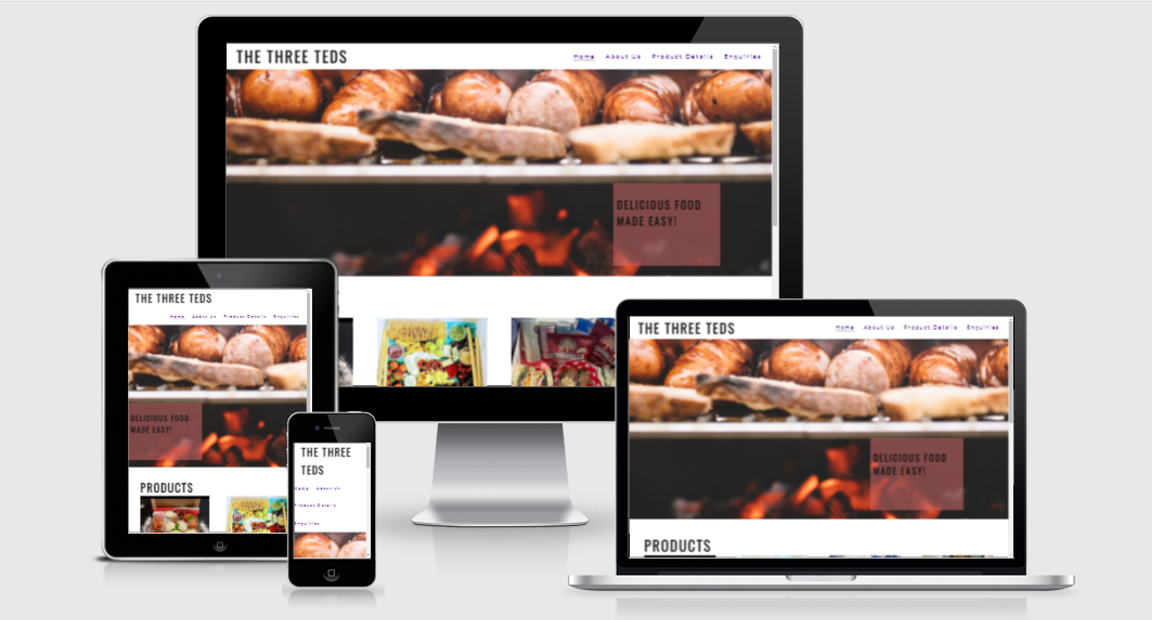 THE THREE TEDS
Home About Us Product Details Enquiries
DELICIOUS FOOD
MADE EASY!
THE THREE TEDS
Home About Us Product Details Enquiries
DELICIOUS FOOD
MADE EASY!
PRODUCTS
THE THREE
TEDS
Home About Us
Product Details
Enquiries
THE THREE TEDS
Home About Us Product Details Enquiries
DELICIOUS FOOD
MADE EASY!
PRODUCTS